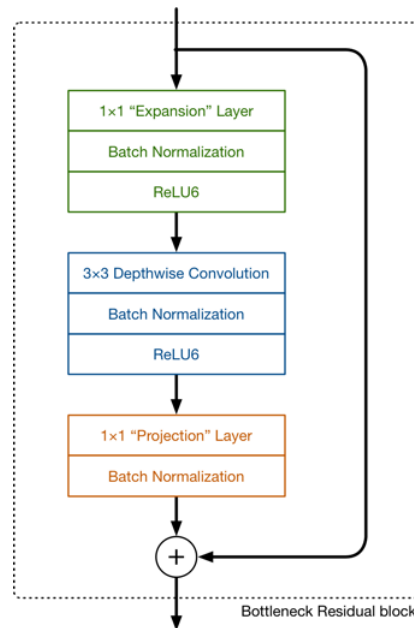 1×1 “Expansion” Layer
Batch Normalization
ReLU6
3×3 Depthwise Convolution
Batch Normalization
ReLU6
1×1 “Projection” Layer
Batch Normalization
+
Bottleneck Residual block